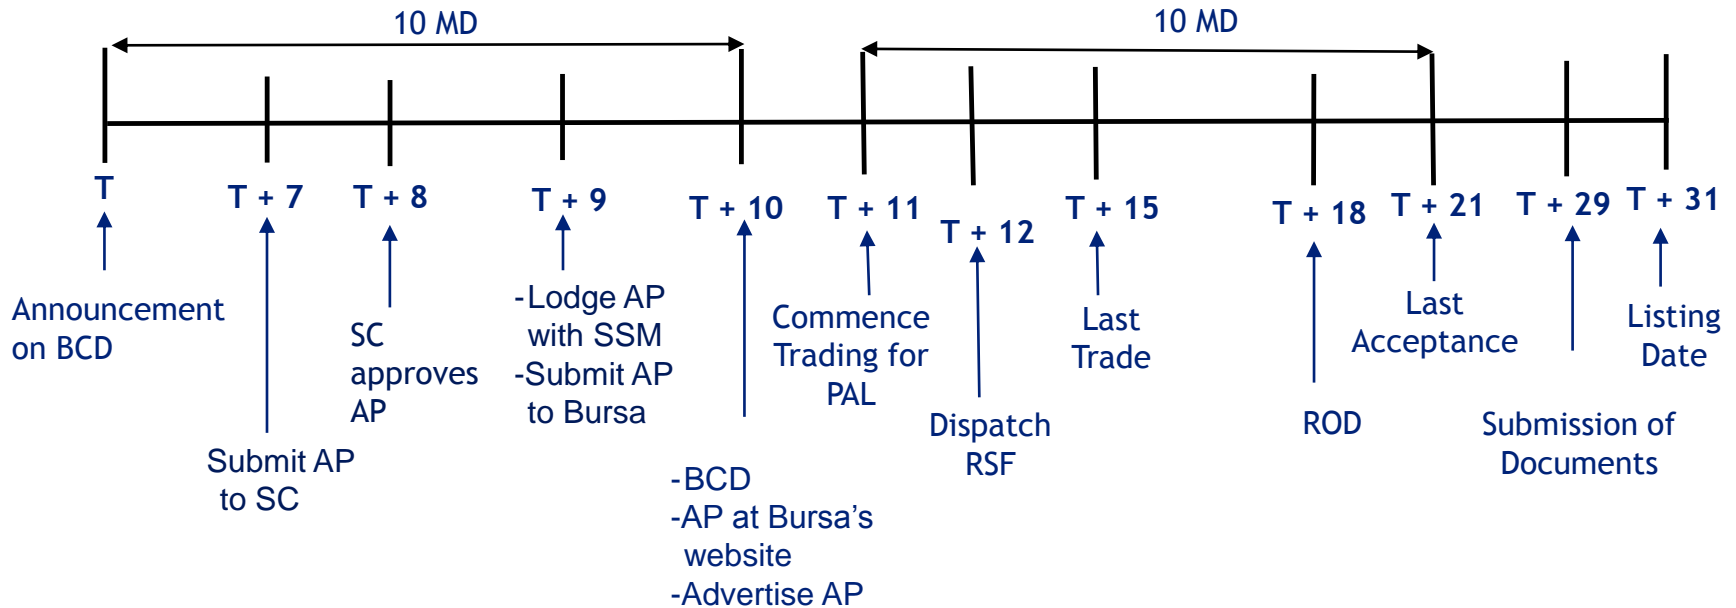 10 MD
10 MD
T
T + 7
T + 8
T + 9
T + 10
T + 11
T + 12
T + 15
T + 18
T + 21
T + 29
T + 31
Announcement
on BCD
Submit AP
to SC
SC
approves
AP
-Lodge AP
with SSM
-Submit AP
to Bursa
-BCD
-AP at Bursa’s
website
-Advertise AP
Commence
Trading for
PAL
Dispatch
RSF
Last
Trade
ROD
Last
Acceptance
Submission of
Documents
Listing
Date